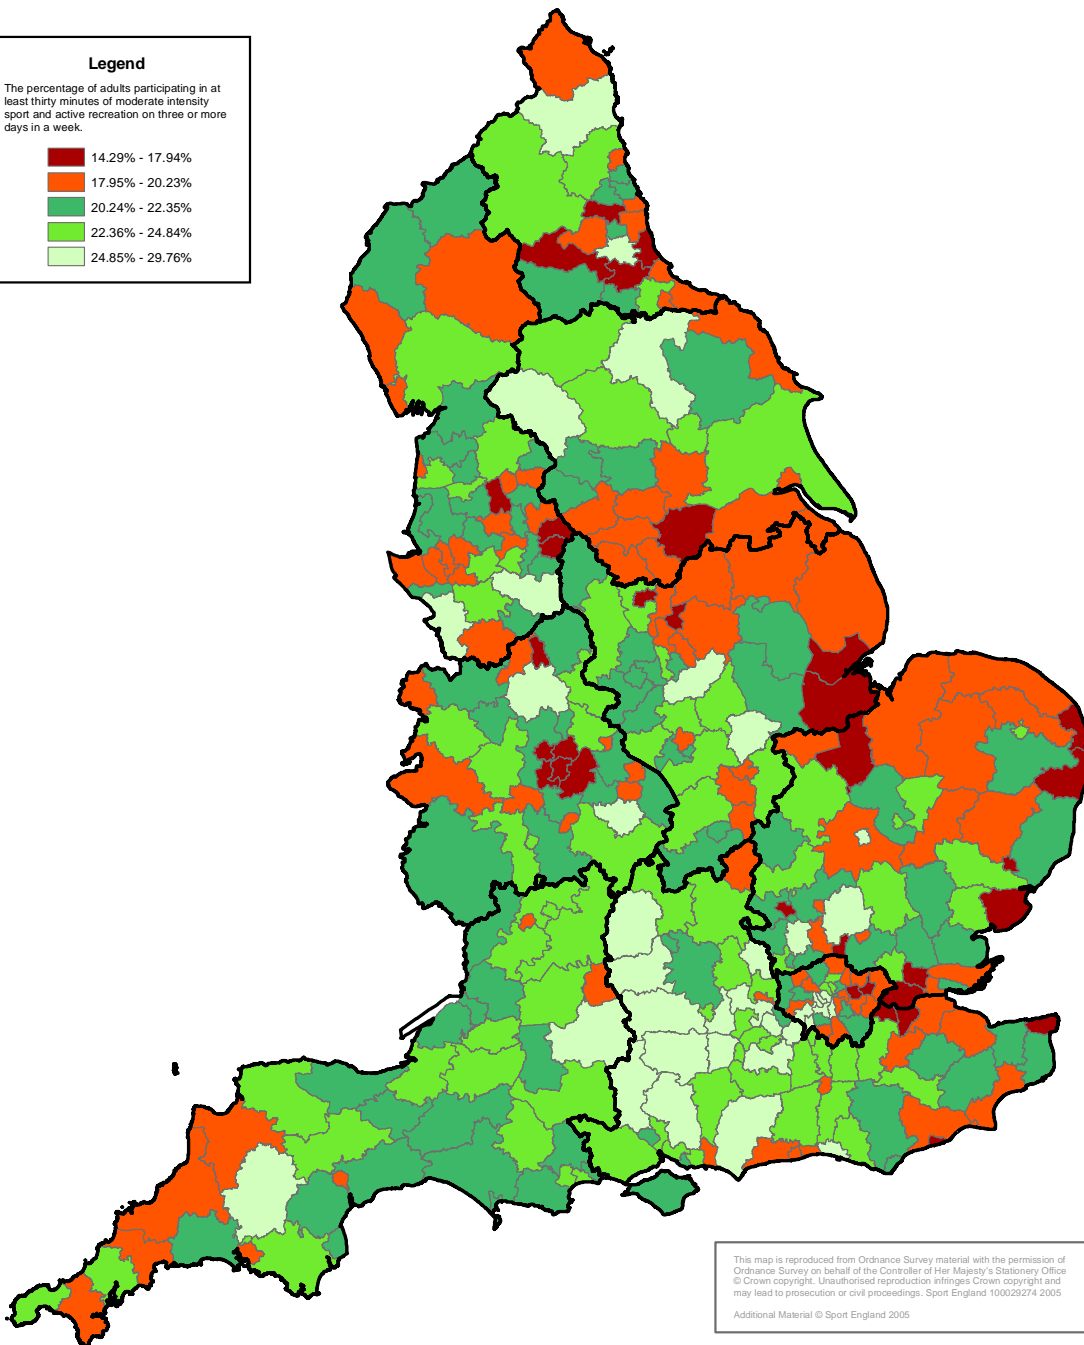 Legend
The percentage of adults participating in at
least thirty minutes of moderate intensity
sport and active recreation on three or more
days in a week.
14.29% - 17.94%
17.95% - 20.23%
20.24% - 22.35%
22.36% - 24.84%
24.85% - 29.76%
This map is reproduced from Ordnance Survey material with the permission of
Ordnance Survey on behalf of the Controller of Her Majesty's Stationery Office
© Crown copyright. Unauthorised reproduction infringes Crown copyright and
may lead to prosecution or civil proceedings. Sport England 100029274 2005
Additional Material © Sport England 2005